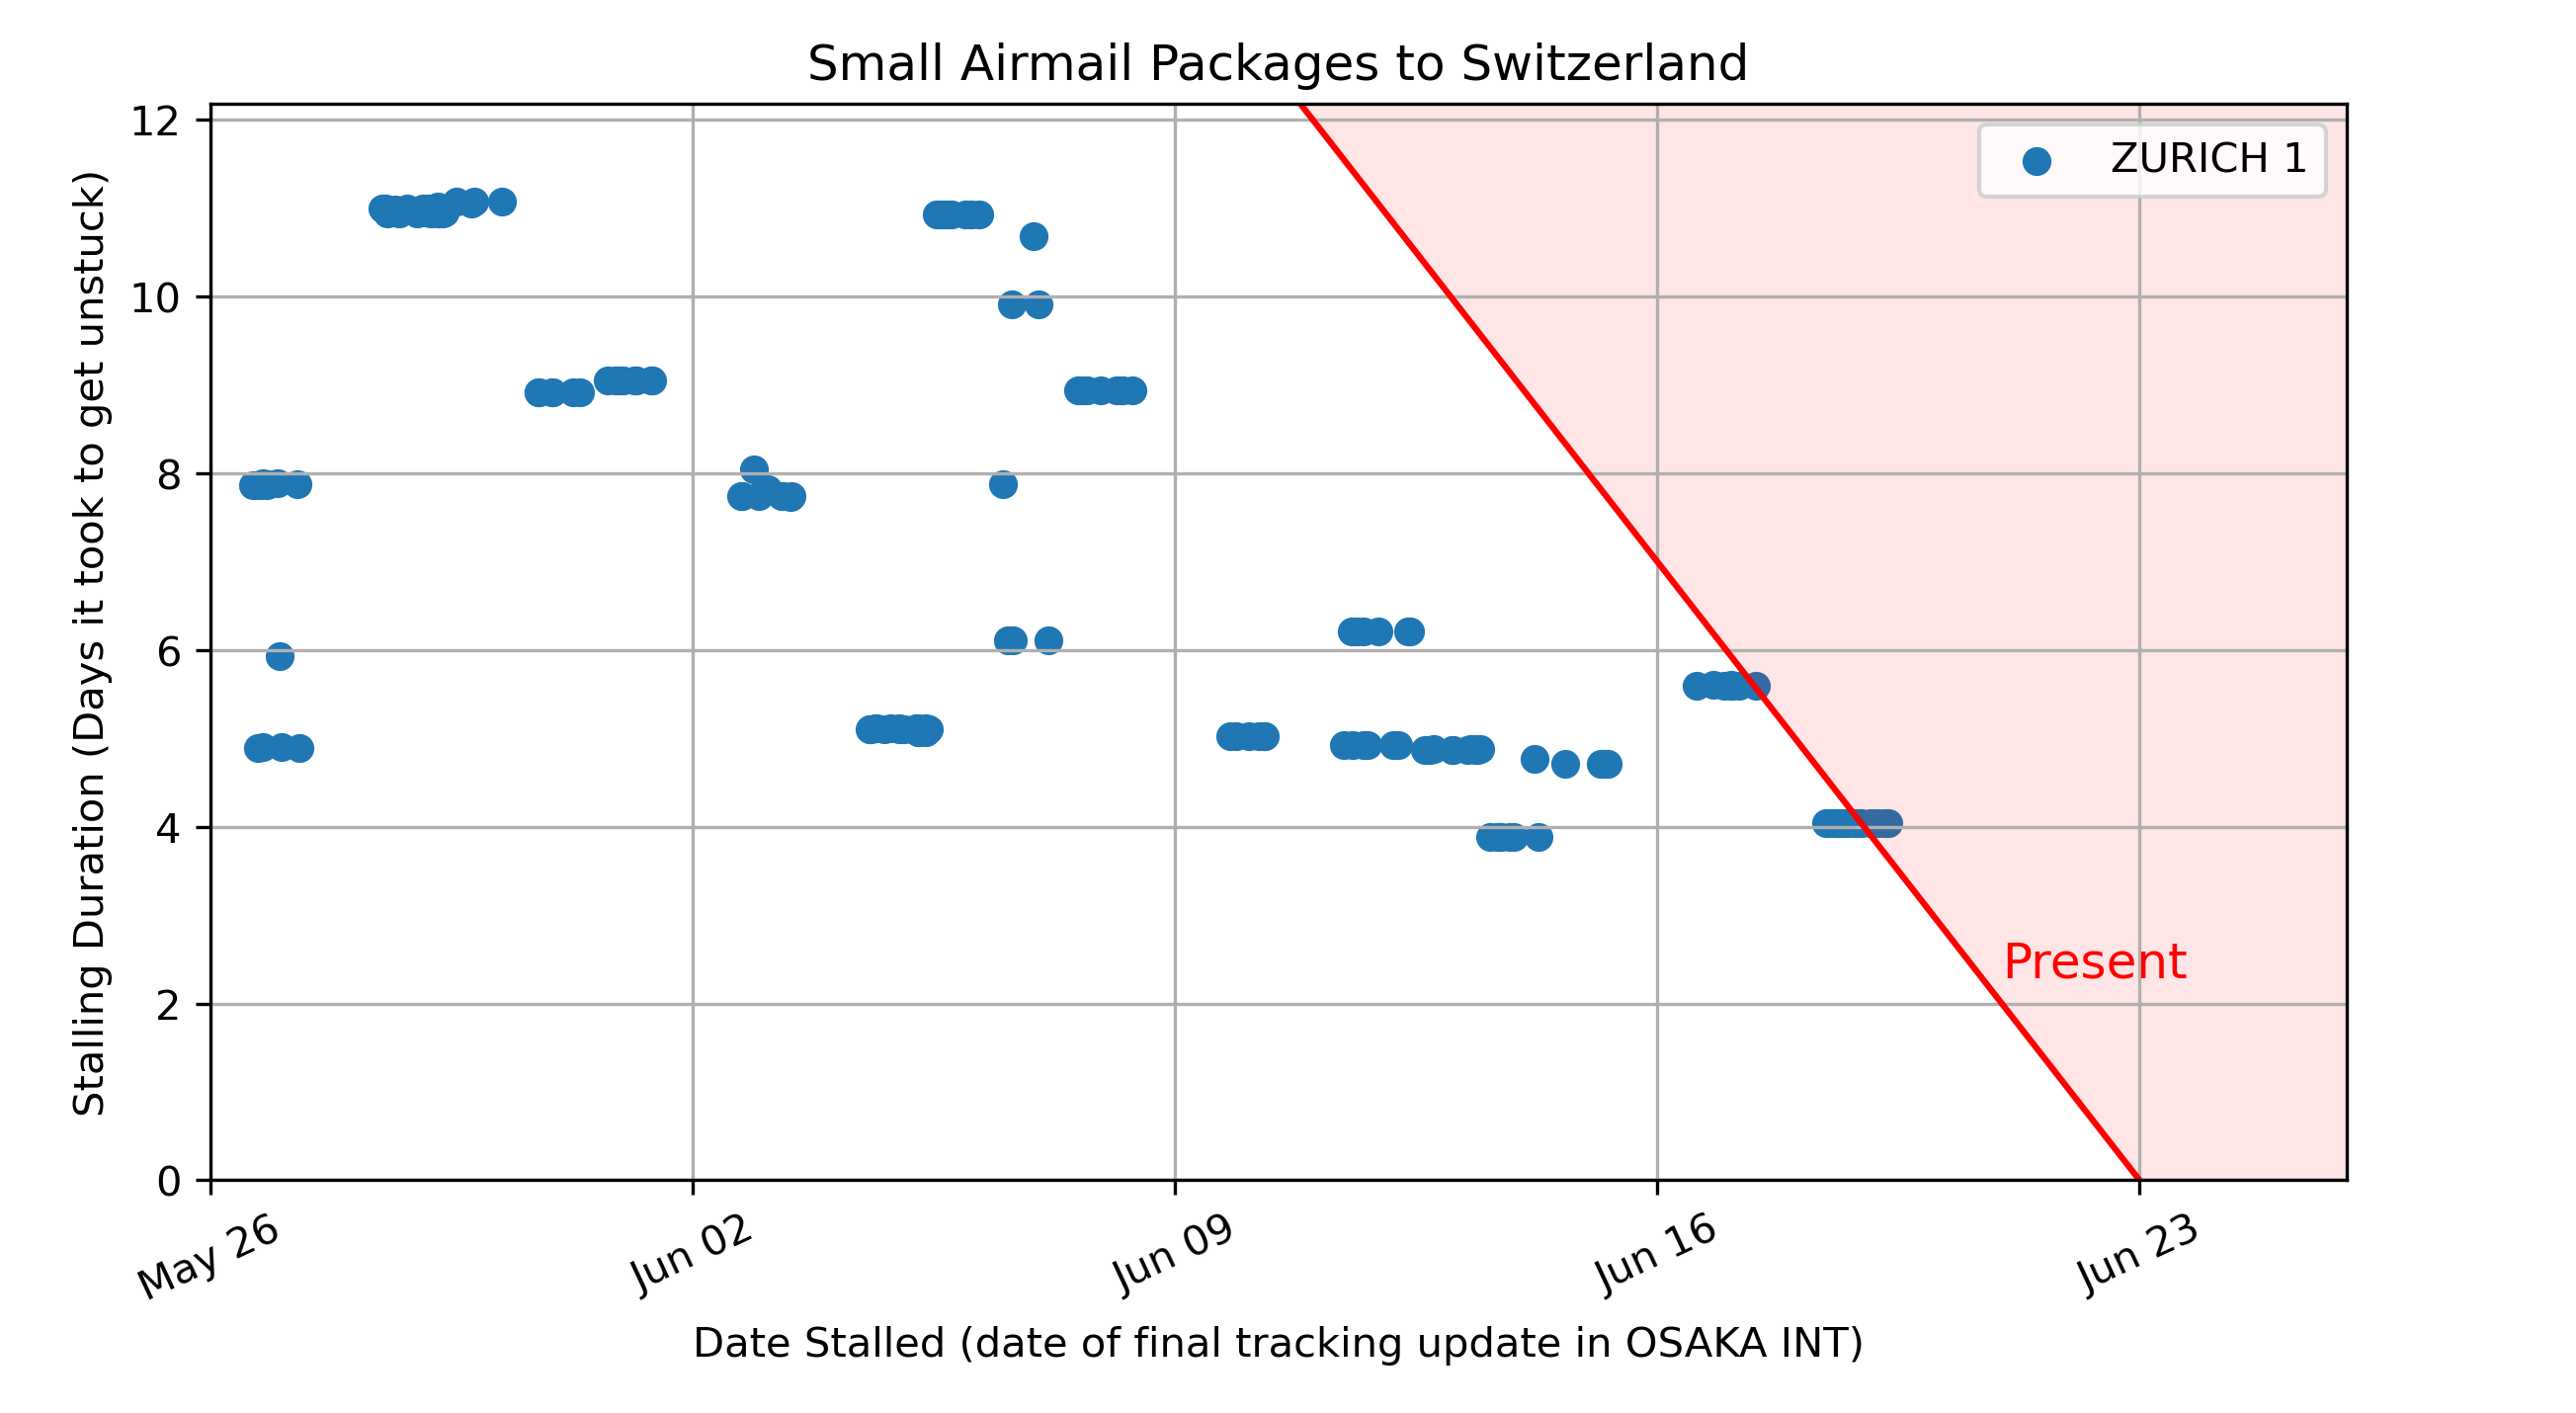 Small Airmail Packages to Switzerland
Stalling Duration (Days it took to get unstuck)
12
10
8
6
4
2
0
ZURICH 1
Present
May 26
Jun 02
Jun 09
Jun 16
Jun 23
Date Stalled (date of final tracking update in OSAKA INT)